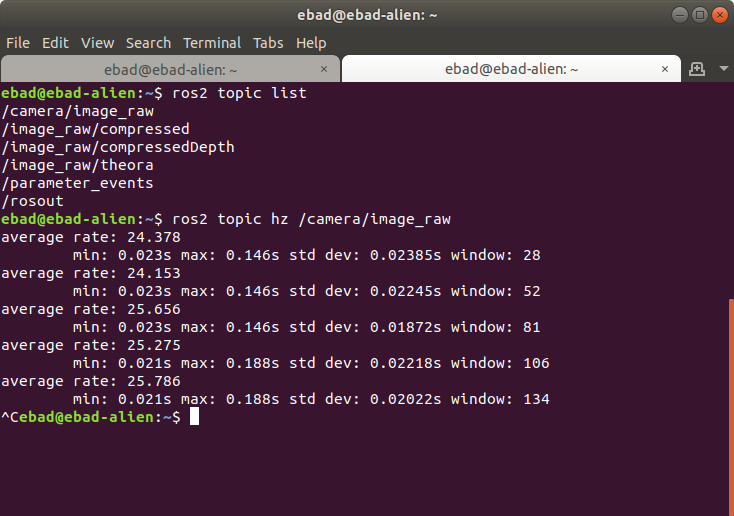 ebad@ebad-alien: ~
File Edit View Search Terminal Tabs Help
ebad@ebad-alien: ~ × ebad@ebad-alien: ~ ×
ebad@ebad-alien:~$ ros2 topic list
/camera/image_raw
/image_raw/compressed
/image_raw/compressedDepth
/image_raw/theora
/parameter_events
/rosout
ebad@ebad-alien:~$ ros2 topic hz /camera/image_raw
average rate: 24.378
        min: 0.023s max: 0.146s std dev: 0.02385s window: 28
average rate: 24.153
        min: 0.023s max: 0.146s std dev: 0.02245s window: 52
average rate: 25.656
        min: 0.023s max: 0.146s std dev: 0.01872s window: 81
average rate: 25.275
        min: 0.021s max: 0.188s std dev: 0.02218s window: 106
average rate: 25.786
        min: 0.021s max: 0.188s std dev: 0.02022s window: 134
^Cebad@ebad-alien:~$